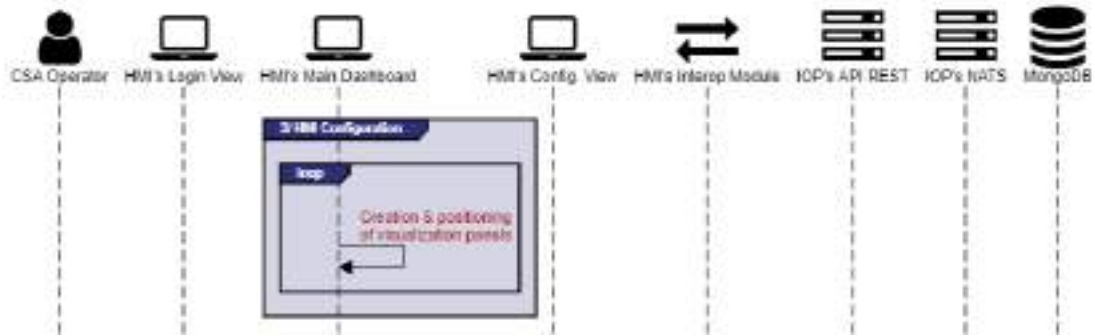 CSA Operator
HMI's Login View
HMI's Main Dashboard
HMI's Config. View
HMI's Interop Module
IOP's API REST
IOP's NATS
MongoDB
3/ HMI Configuration
loop
Creation & positioning
of visualization panels